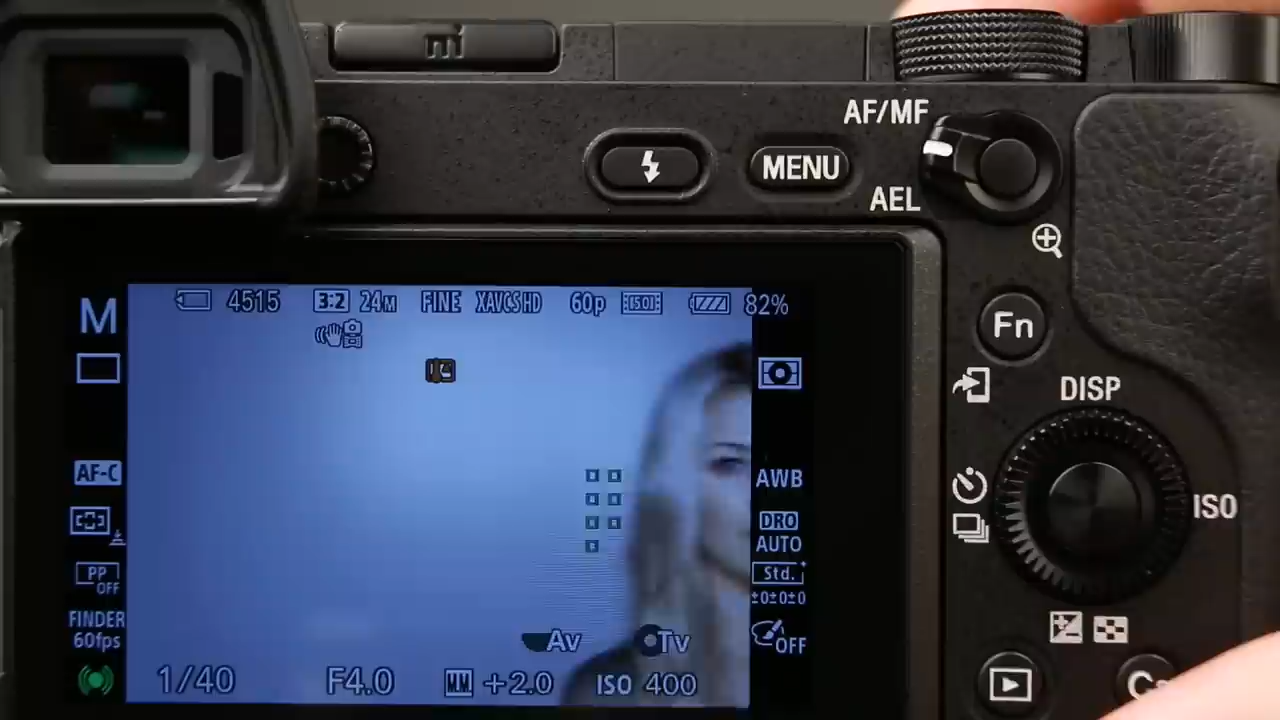 AF/MF
MENU
AEL
M 4515 3:2 24M FINE XAVC S HD 60p 82%
Fn
DISP
AF-C
AWB
ISO
DRO
AUTO
PP
OFF
Std.
±0±0±0
FINDER
60fps
Av Tv
OFF
1/40 F4.0 M.M. +2.0 ISO 400